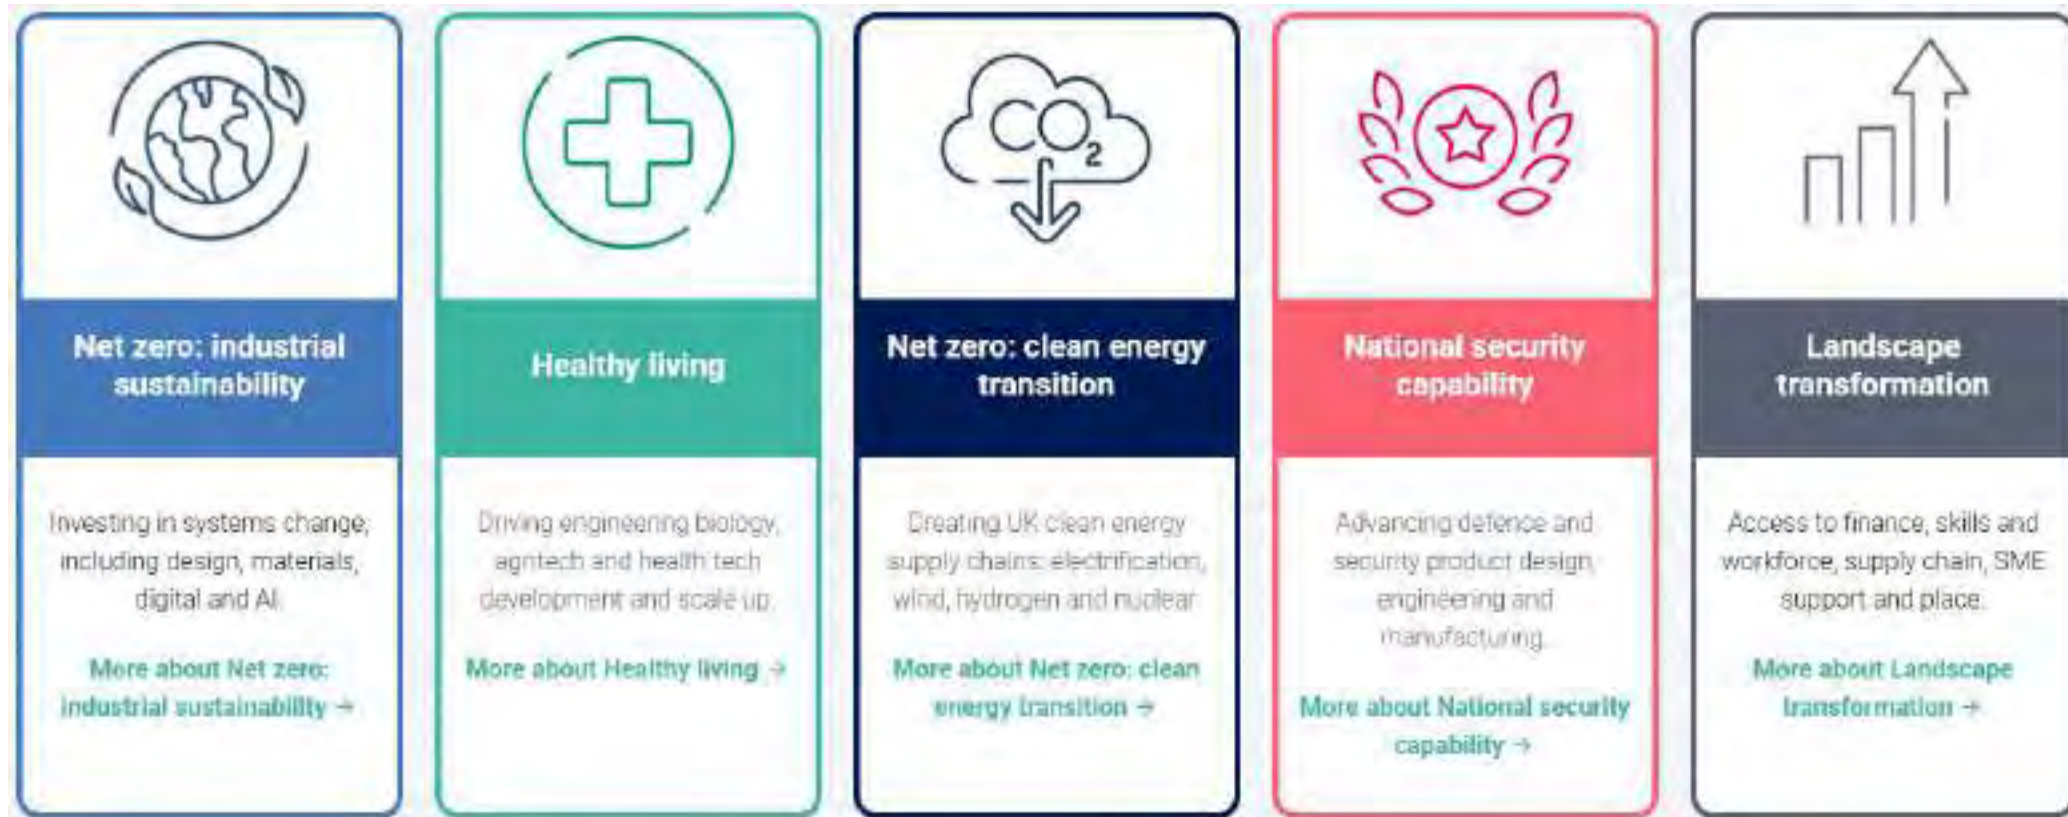 CO2
Net zero: industrial
sustainability
Investing in systems change,
including design, materials,
digital and AI.
More about Net zero:
industrial sustainability →
Healthy living
Driving engineering biology,
agritech and health tech
development and scale up.
More about Healthy living →
Net zero: clean energy
transition
Creating UK clean energy
supply chains: electrification,
wind, hydrogen and nuclear
More about Net zero: clean
energy transition →
National security
capability
Advancing defence and
security product design,
engineering and
manufacturing.
More about National security
capability →
Landscape
transformation
Access to finance, skills and
workforce, supply chain, SME
support and place.
More about Landscape
transformation →